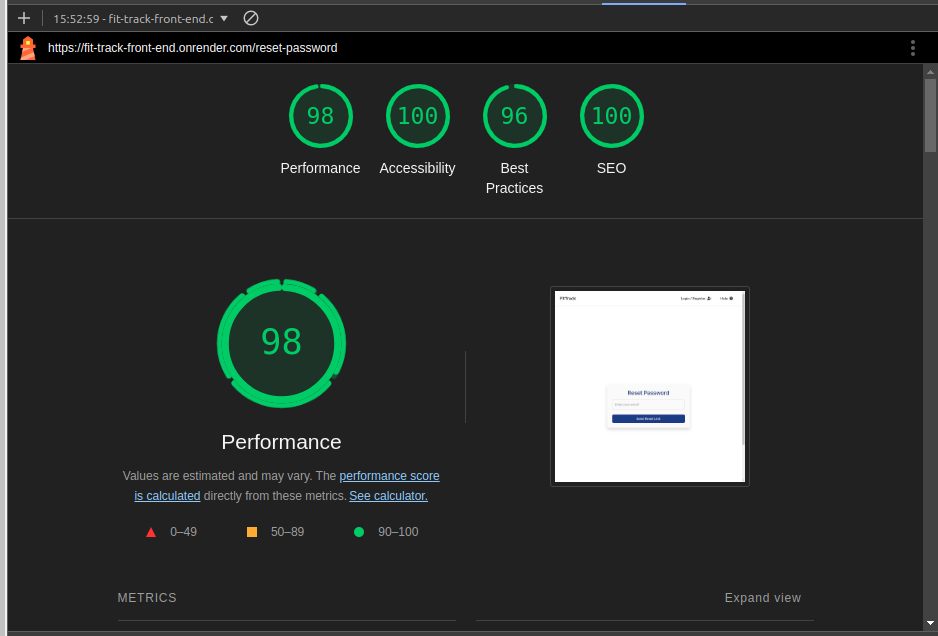 15:52:59 - fit-track-front-end.c
https://fit-track-front-end.onrender.com/reset-password
98 100 96 100
Performance Accessibility Best Practices SEO
98
Performance
Values are estimated and may vary. The performance score
is calculated directly from these metrics. See calculator.
0–49 50–89 90–100
FitTrack
Login / Register Help
Reset Password
Enter your email
Send Reset Link
METRICS Expand view